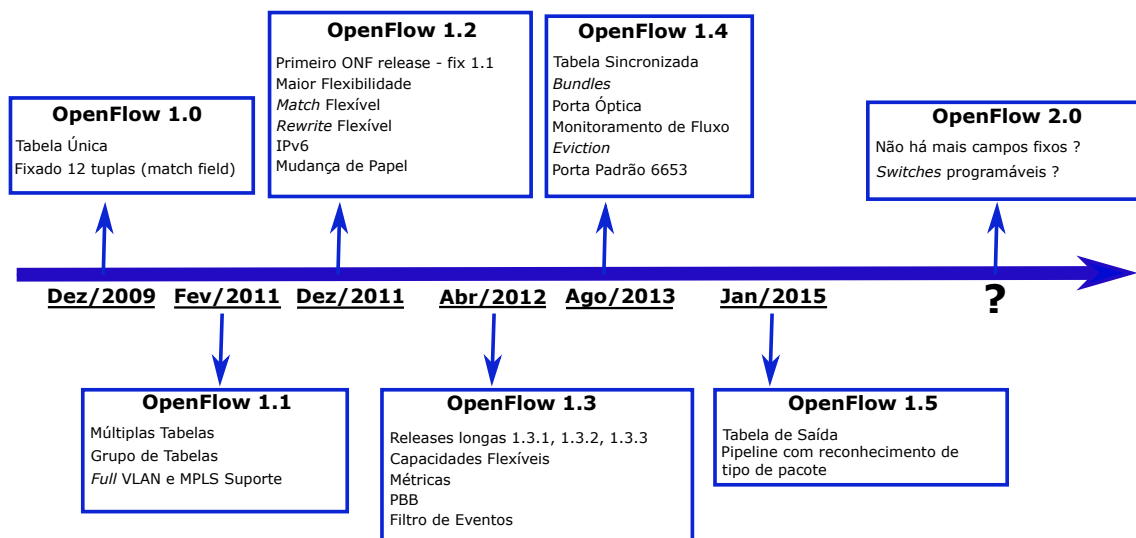 OpenFlow 1.0
Tabela Única
Fixado 12 tuplas (match field)
OpenFlow 1.2
Primeiro ONF release - fix 1.1
Maior Flexibilidade
Match Flexível
Rewrite Flexível
IPv6
Mudança de Papel
OpenFlow 1.4
Tabela Sincronizada
Bundles
Porta Óptica
Monitoramento de Fluxo
Eviction
Porta Padrão 6653
OpenFlow 2.0
Não há mais campos fixos ?
Switches programáveis ?
Dez/2009 Fev/2011 Dez/2011 Abr/2012 Ago/2013 Jan/2015 ?
OpenFlow 1.1
Múltiplas Tabelas
Grupo de Tabelas
Full VLAN e MPLS Suporte
OpenFlow 1.3
Releases longas 1.3.1, 1.3.2, 1.3.3
Capacidades Flexíveis
Métricas
PBB
Filtro de Eventos
OpenFlow 1.5
Tabela de Saída
Pipeline com reconhecimento de
tipo de pacote